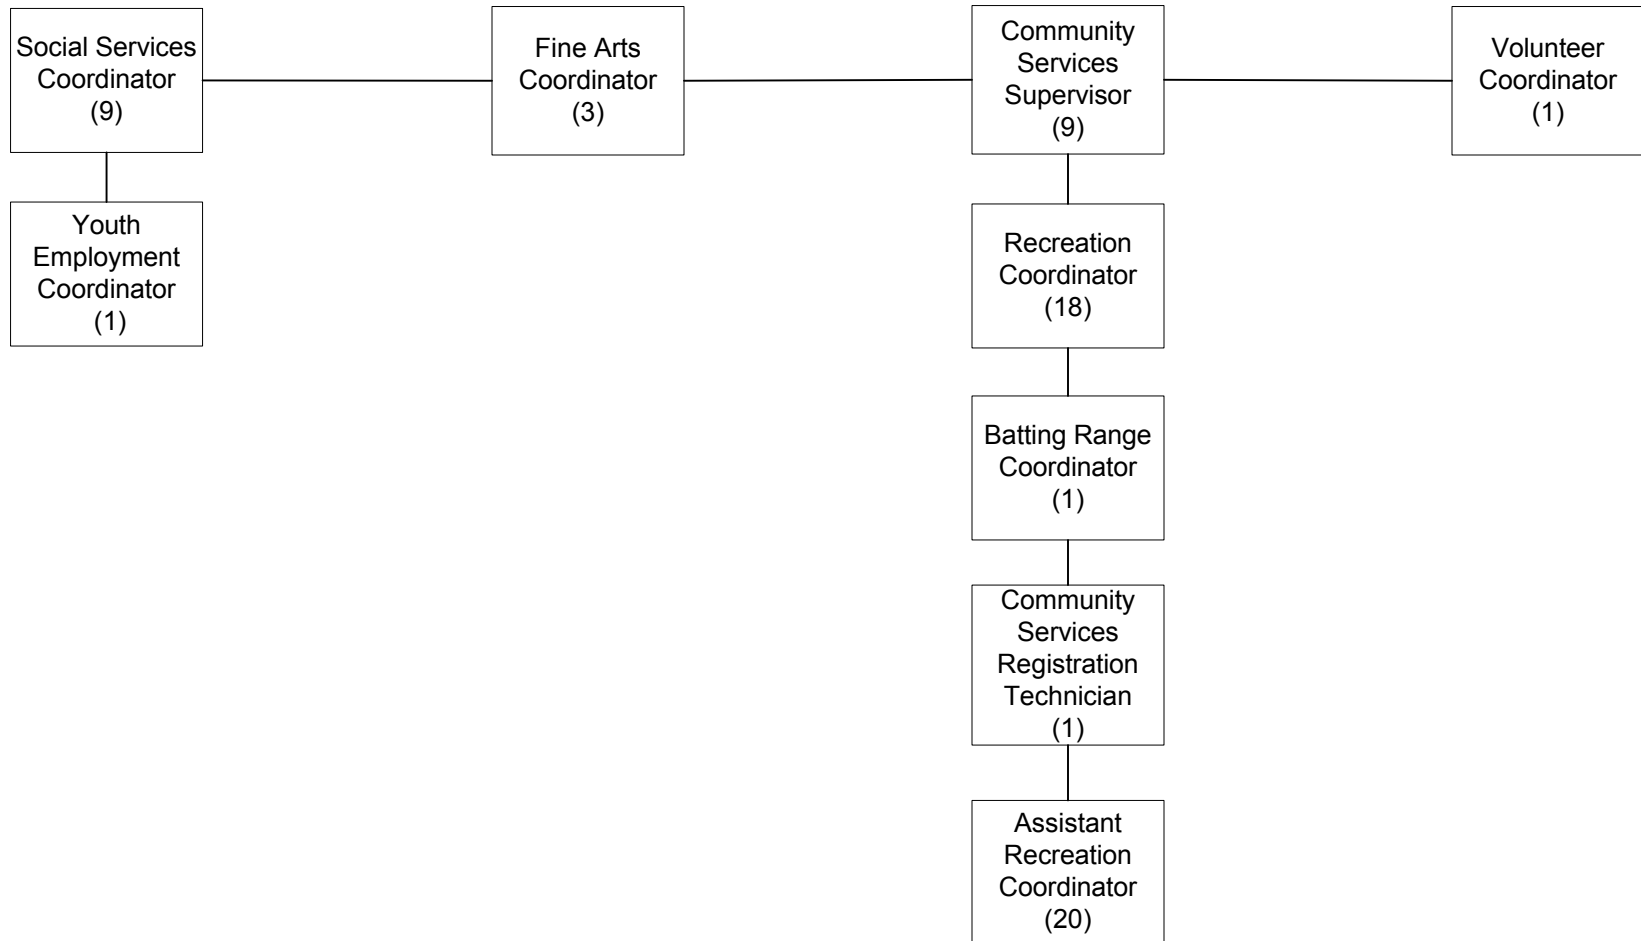 Social Services
Coordinator
(9)
Fine Arts
Coordinator
(3)
Community
Services
Supervisor
(9)
Volunteer
Coordinator
(1)
Youth
Employment
Coordinator
(1)
Recreation
Coordinator
(18)
Batting Range
Coordinator
(1)
Community
Services
Registration
Technician
(1)
Assistant
Recreation
Coordinator
(20)